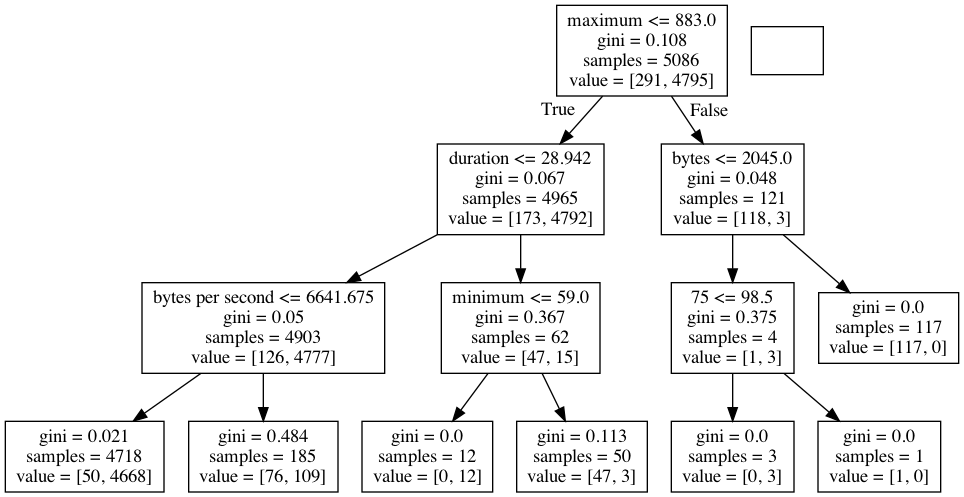 maximum <= 883.0
gini = 0.108
samples = 5086
value = [291, 4795]
True
False
duration <= 28.942
gini = 0.067
samples = 4965
value = [173, 4792]
bytes <= 2045.0
gini = 0.048
samples = 121
value = [118, 3]
bytes per second <= 6641.675
gini = 0.05
samples = 4903
value = [126, 4777]
minimum <= 59.0
gini = 0.367
samples = 62
value = [47, 15]
75 <= 98.5
gini = 0.375
samples = 4
value = [1, 3]
gini = 0.0
samples = 117
value = [117, 0]
gini = 0.021
samples = 4718
value = [50, 4668]
gini = 0.484
samples = 185
value = [76, 109]
gini = 0.0
samples = 12
value = [0, 12]
gini = 0.113
samples = 50
value = [47, 3]
gini = 0.0
samples = 3
value = [0, 3]
gini = 0.0
samples = 1
value = [1, 0]